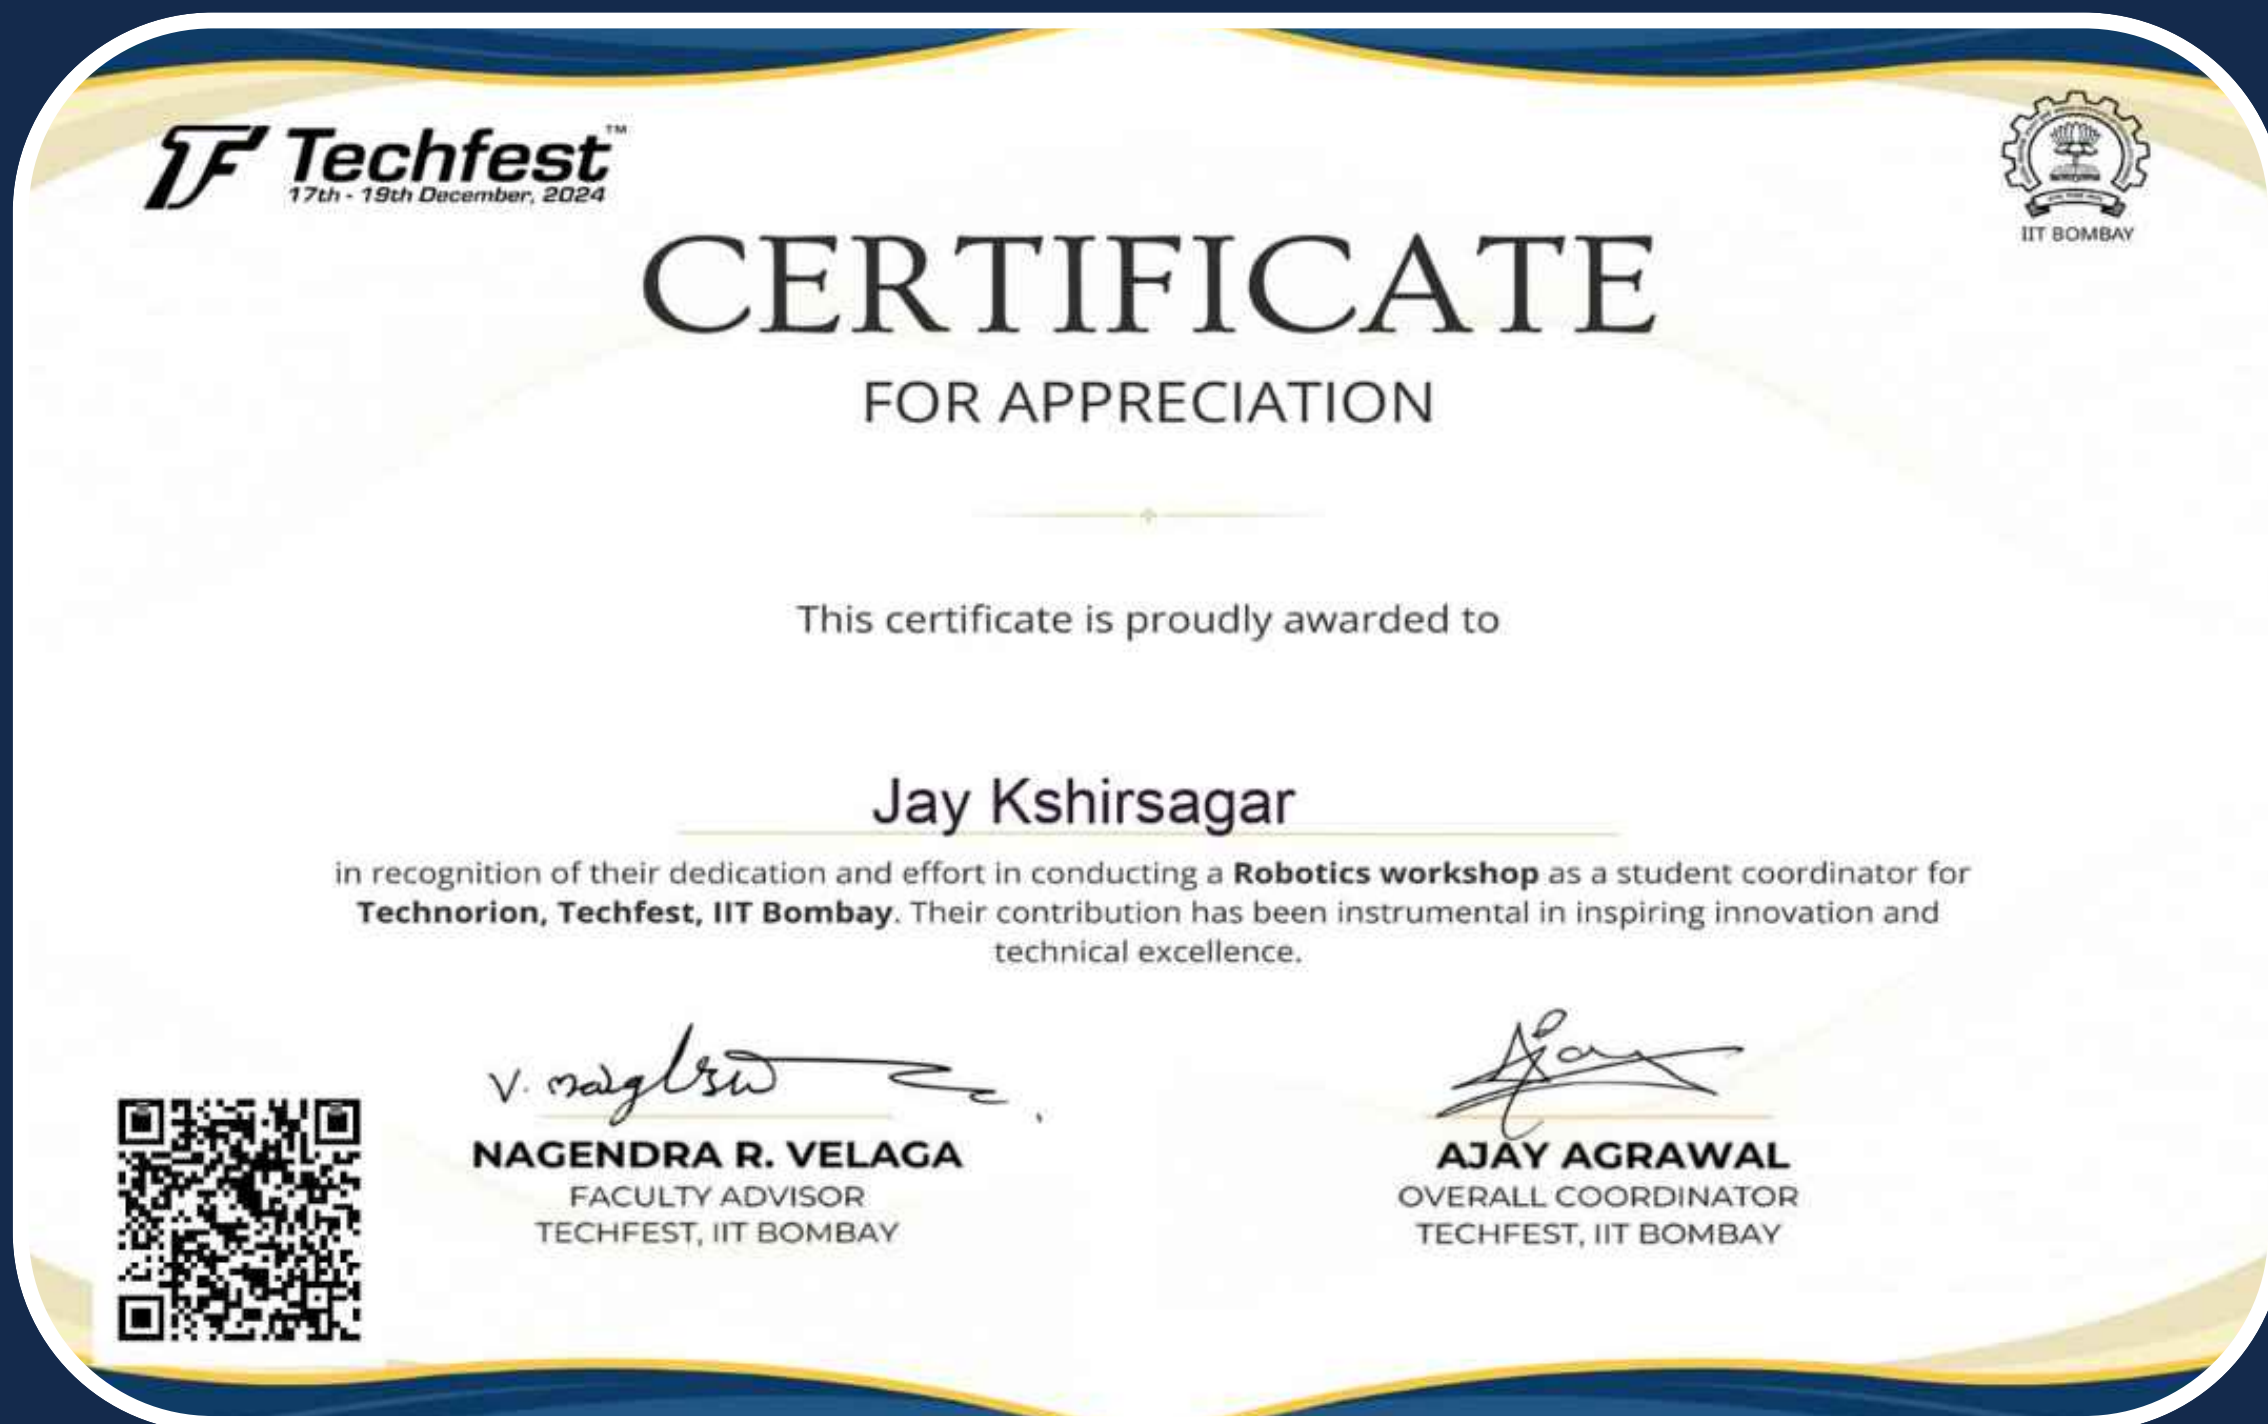 TF Techfest™
17th - 19th December, 2024
IIT BOMBAY
CERTIFICATE
FOR APPRECIATION
This certificate is proudly awarded to
Jay Kshirsagar
in recognition of their dedication and effort in conducting a Robotics workshop as a student coordinator for
Technorion, Techfest, IIT Bombay. Their contribution has been instrumental in inspiring innovation and
technical excellence.
NAGENDRA R. VELAGA
FACULTY ADVISOR
TECHFEST, IIT BOMBAY
Ajay
AJAY AGRAWAL
OVERALL COORDINATOR
TECHFEST, IIT BOMBAY